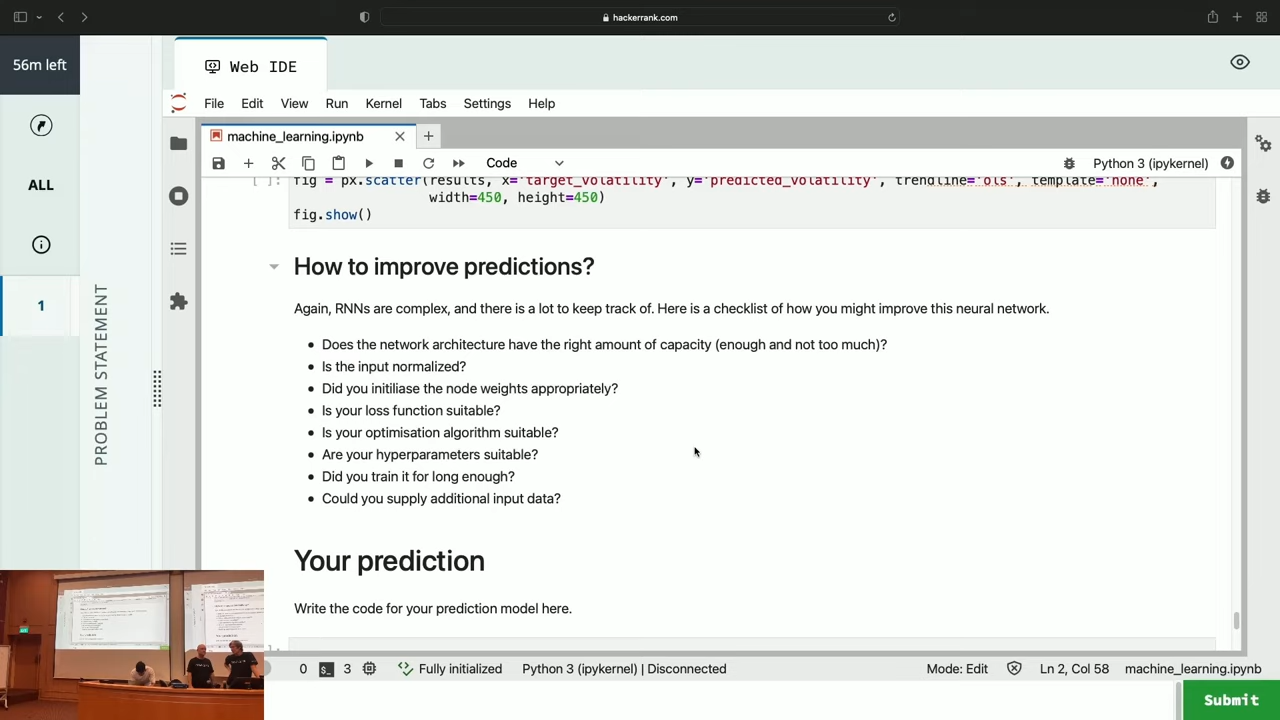 hackerrank.com
56m left
Web IDE
File Edit View Run Kernel Tabs Settings Help
machine_learning.ipynb
Code
Python 3 (ipykernel)
ALL
1
PROBLEM STATEMENT
[ ]: fig = px.scatter(results, x='target_volatility', y='predicted_volatility', trendline='ols', template='none',
width=450, height=450)
fig.show()
How to improve predictions?
Again, RNNs are complex, and there is a lot to keep track of. Here is a checklist of how you might improve this neural network.
• Does the network architecture have the right amount of capacity (enough and not too much)?
• Is the input normalized?
• Did you initiliase the node weights appropriately?
• Is your loss function suitable?
• Is your optimisation algorithm suitable?
• Are your hyperparameters suitable?
• Did you train it for long enough?
• Could you supply additional input data?
Your prediction
Write the code for your prediction model here.
0 3 Fully initialized Python 3 (ipykernel) | Disconnected Mode: Edit Ln 2, Col 58 machine_learning.ipynb
Submit